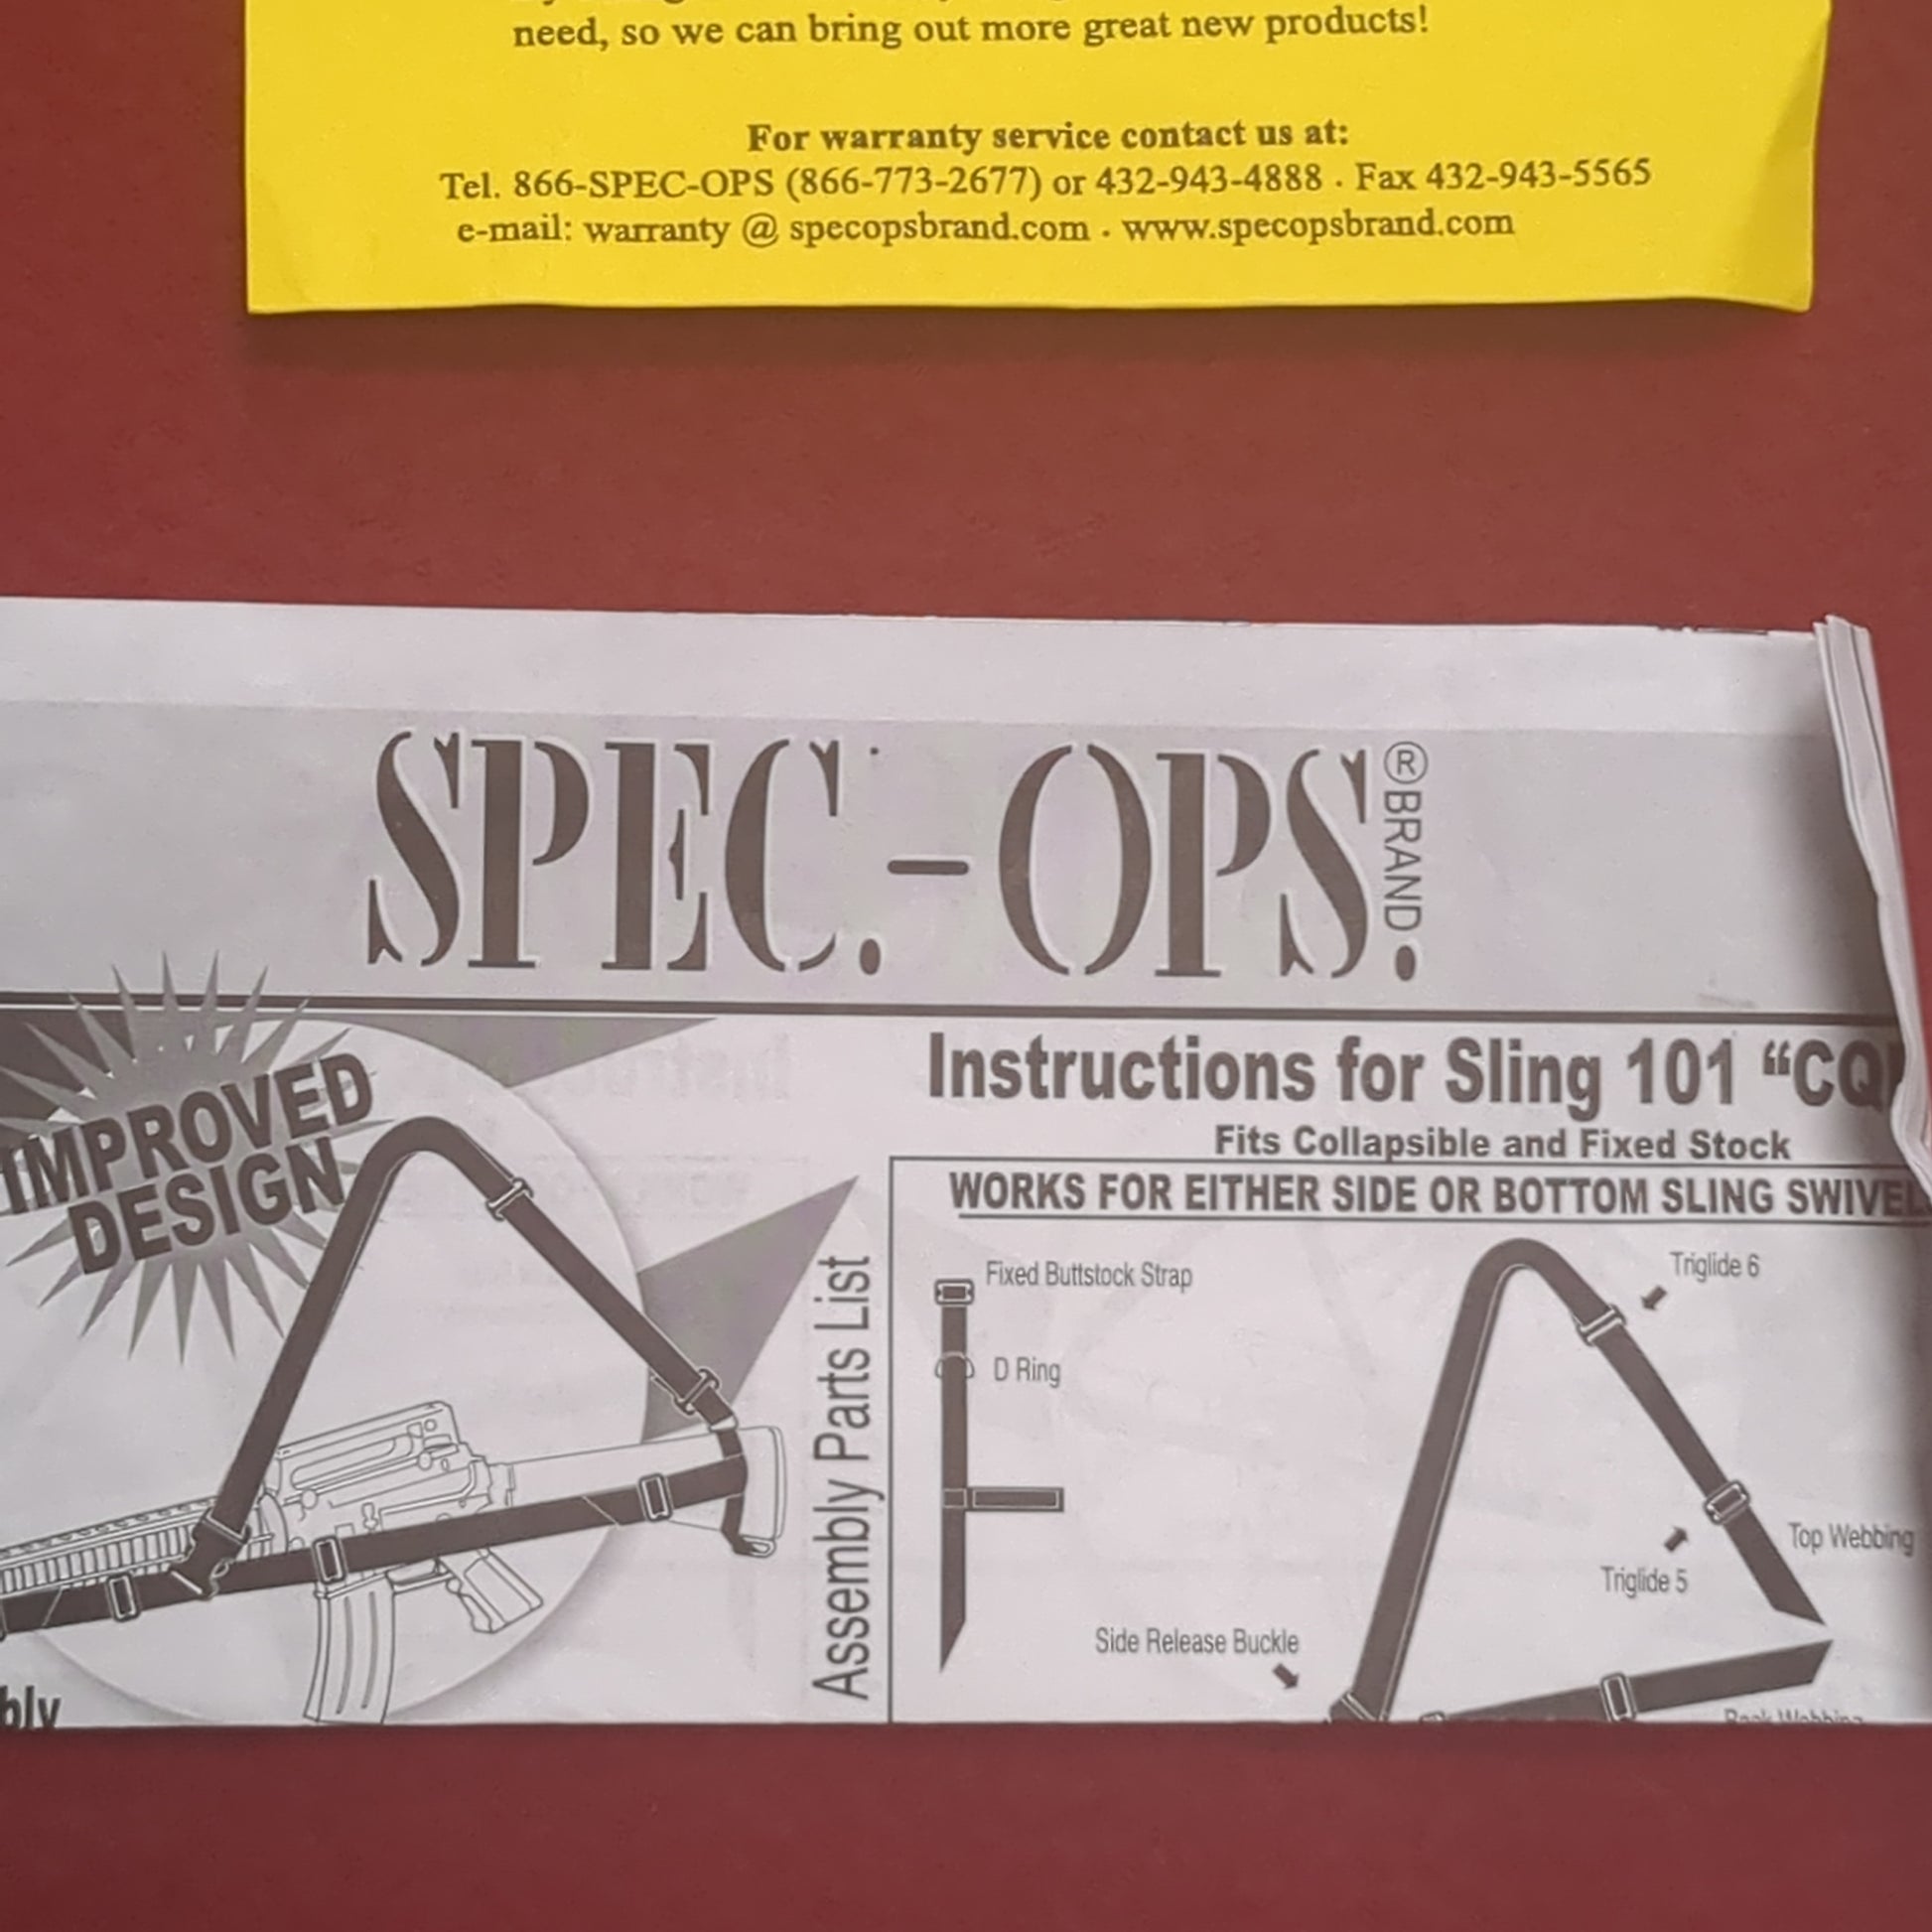 need, so we can bring out more great new products!
For warranty service contact us at:
Tel. 866-SPEC-OPS (866-773-2677) or 432-943-4888 . Fax 432-943-5565
e-mail: warranty @ specopsbrand.com . www.specopsbrand.com
SPEC.-OPS.
®BRAND
IMPROVED
DESIGN
Instructions for Sling 101 “CQ
Fits Collapsible and Fixed Stock
WORKS FOR EITHER SIDE OR BOTTOM SLING SWIVEL
Assembly Parts List
Fixed Buttstock Strap
D Ring
Triglide 6
Top Webbing
Triglide 5
Side Release Buckle
bly